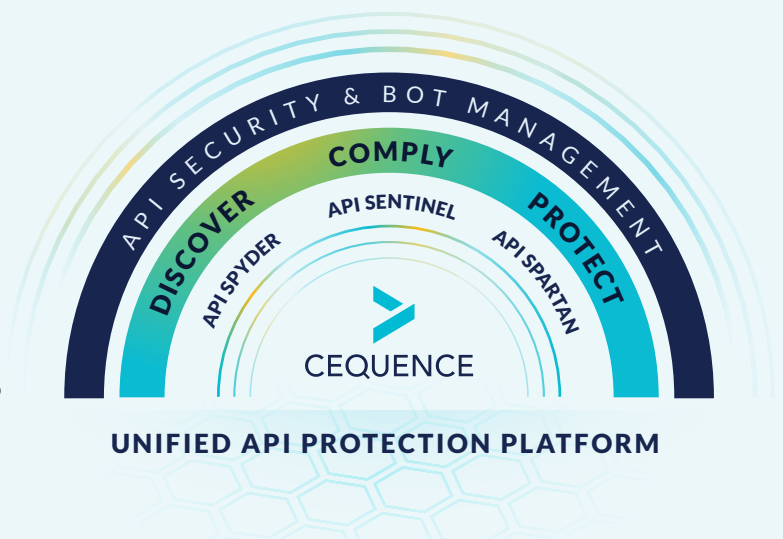 API SECURITY & BOT MANAGEMENT
DISCOVER
COMPLY
PROTECT
API SPYDER
API SENTINEL
API SPARTAN
CEQUENCE
UNIFIED API PROTECTION PLATFORM